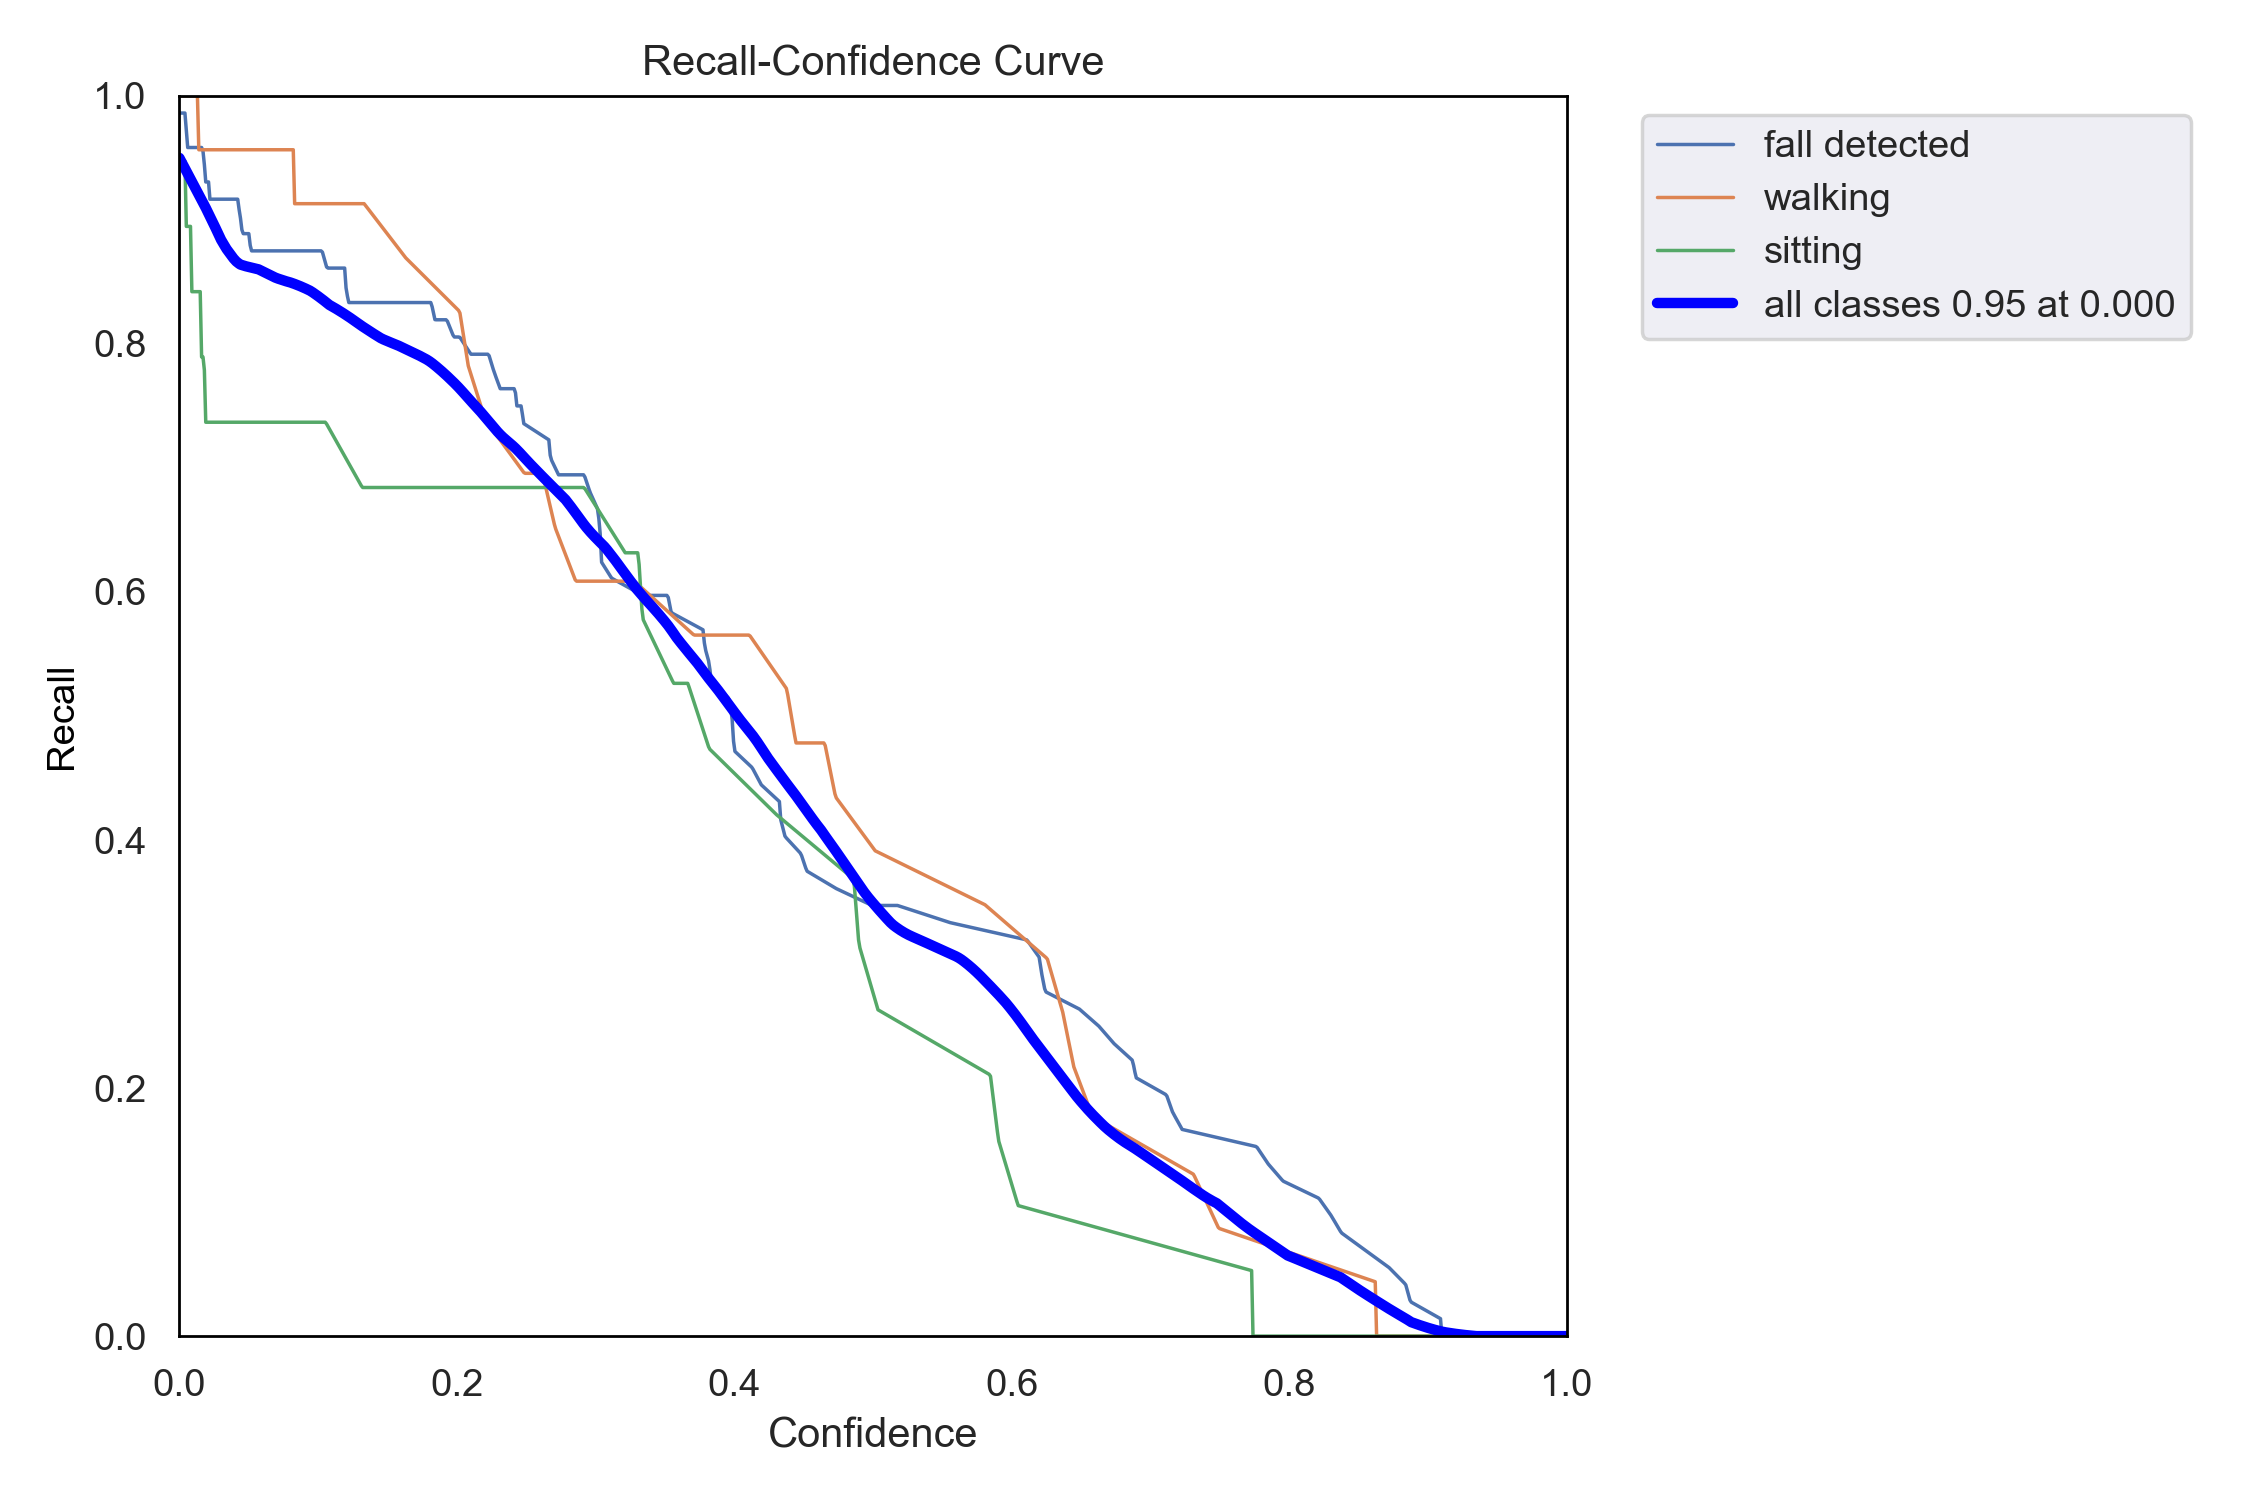 Recall-Confidence Curve
1.0
0.8
0.6
0.4
0.2
0.0
Recall
0.0 0.2 0.4 0.6 0.8 1.0
Confidence
fall detected
walking
sitting
all classes 0.95 at 0.000